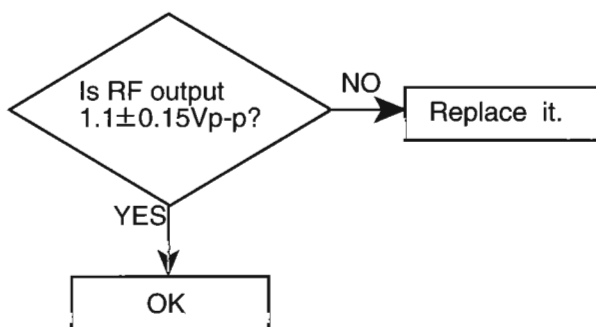 Is RF output
1.1±0.15Vp-p?
NO
Replace it.
YES
OK